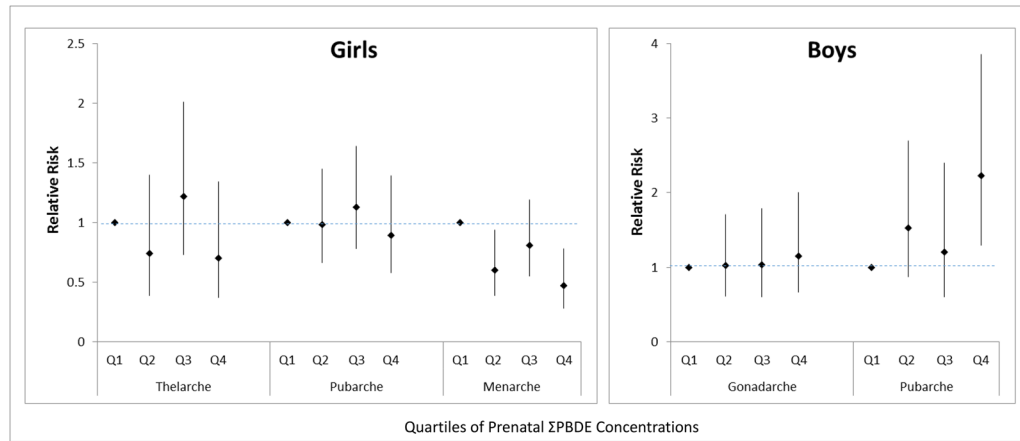 Girls
Relative Risk
2.5
2
1.5
1
0.5
0
Q1 Q2 Q3 Q4 Q1 Q2 Q3 Q4 Q1 Q2 Q3 Q4
Thelarche Pubarche Menarche
Boys
Relative Risk
4
3
2
1
0
Q1 Q2 Q3 Q4 Q1 Q2 Q3 Q4
Gonadarche Pubarche
Quartiles of Prenatal ΣPBDE Concentrations